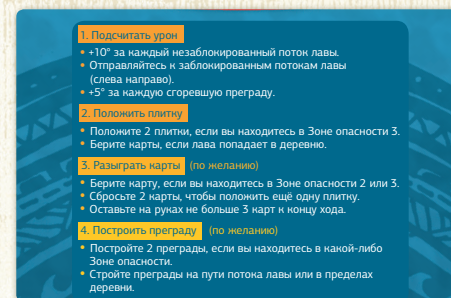 1. Подсчитать урон
• +10° за каждый незаблокированный поток лавы.
• Отправляйтесь к заблокированным потокам лавы
(слева направо).
• +5° за каждую сгоревшую преграду.
2. Положить плитку
• Положите 2 плитки, если вы находитесь в Зоне опасности 3.
• Берите карты, если лава попадает в деревню.
3. Разыграть карты (по желанию)
• Берите карту, если вы находитесь в Зоне опасности 2 или 3.
• Сбросьте 2 карты, чтобы положить ещё одну плитку.
• Оставьте на руках не больше 3 карт к концу хода.
4. Построить преграду (по желанию)
• Постройте 2 преграды, если вы находитесь в какой-либо
Зоне опасности.
• Стройте преграды на пути потока лавы или в пределах
деревни.